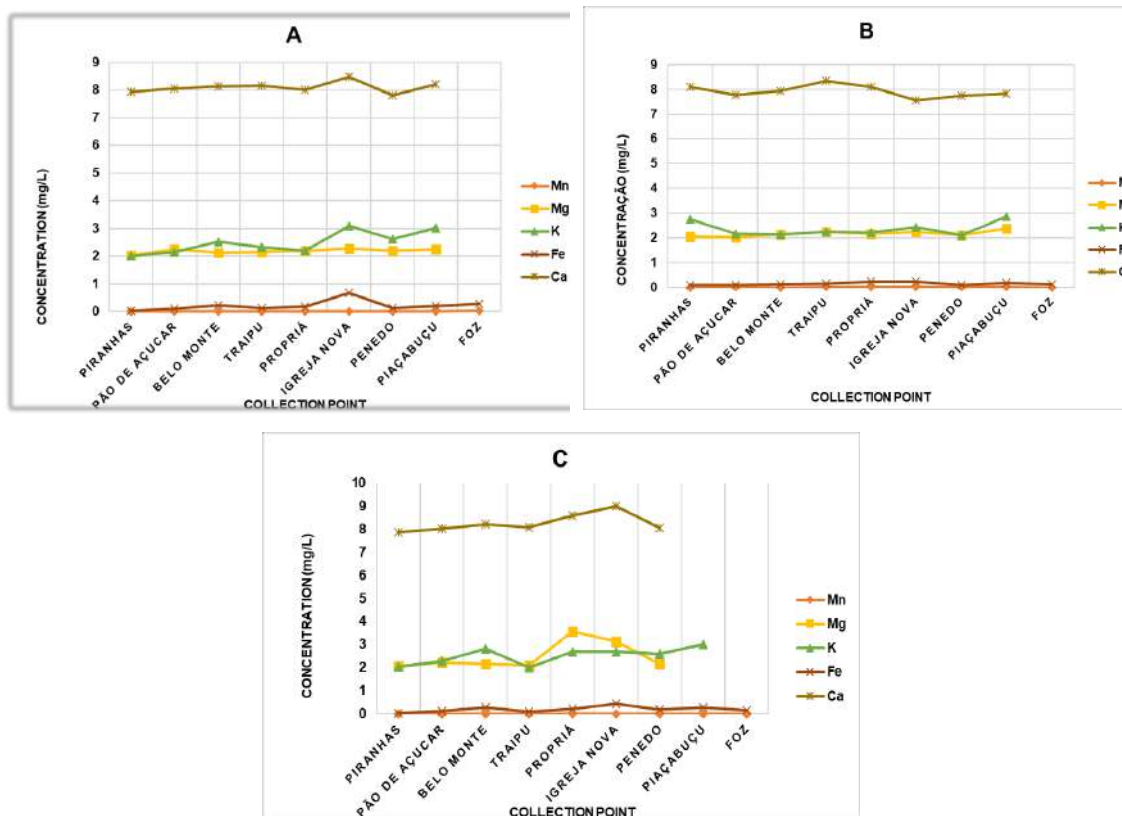 A
CONCENTRATION (mg/L)
9
8
7
6
5
4
3
2
1
0
PIRANHAS
PÃO DE AÇUCAR
BELO MONTE
TRAIPU
PROPRIÁ
IGREJA NOVA
PENEDO
PIAÇABUÇU
FOZ
COLLECTION POINT
Mn
Mg
K
Fe
Ca
B
CONCENTRAÇÃO (mg/L)
9
8
7
6
5
4
3
2
1
0
PIRANHAS
PÃO DE AÇUCAR
BELO MONTE
TRAIPU
PROPRIÁ
IGREJA NOVA
PENEDO
PIAÇABUÇU
FOZ
COLLECTION POINT
C
CONCENTRATION (mg/L)
10
9
8
7
6
5
4
3
2
1
0
PIRANHAS
PÃO DE AÇUCAR
BELO MONTE
TRAIPU
PROPRIÁ
IGREJA NOVA
PENEDO
PIAÇABUÇU
FOZ
COLLECTION POINT
Mn
Mg
K
Fe
Ca